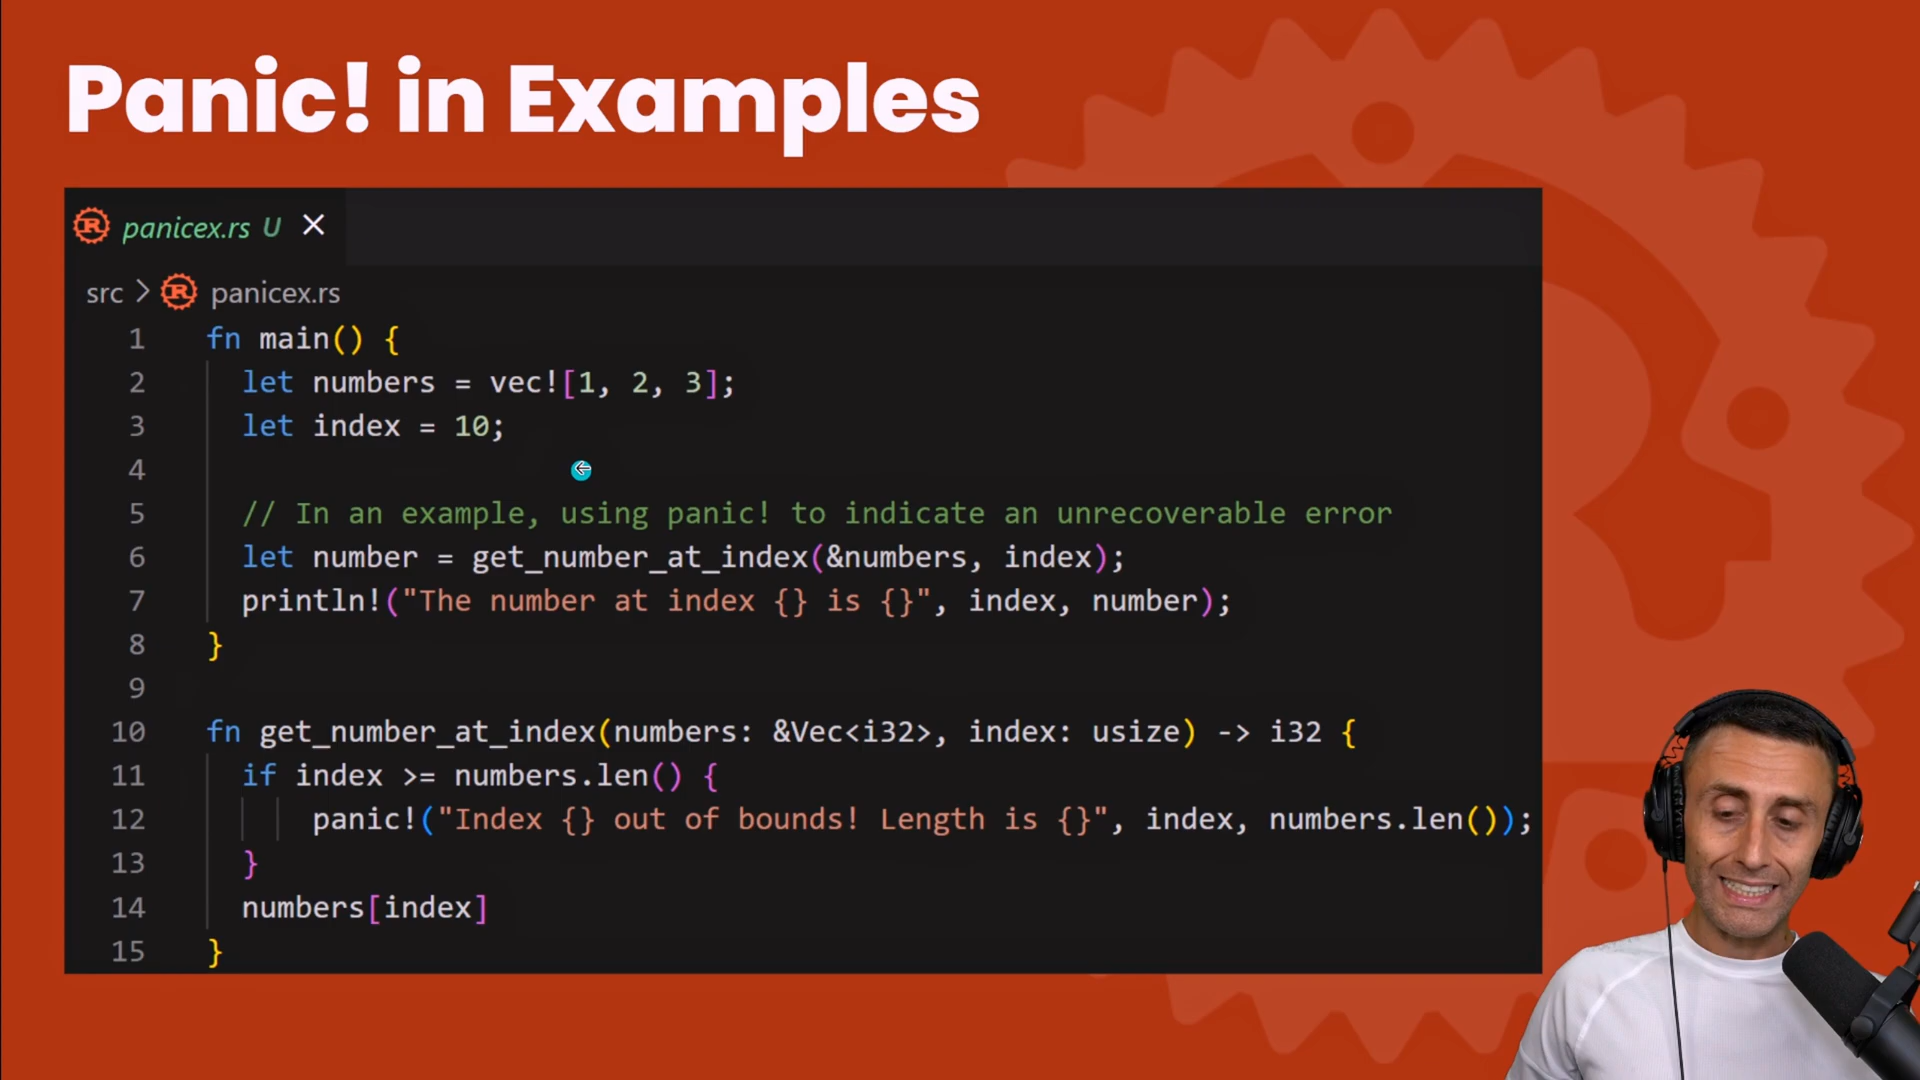 Panic! in Examples
panicex.rs U X
src > panicex.rs
1 fn main() {
2 let numbers = vec![1, 2, 3];
3 let index = 10;
4
5 // In an example, using panic! to indicate an unrecoverable error
6 let number = get_number_at_index(&numbers, index);
7 println!("The number at index {} is {}", index, number);
8 }
9
10 fn get_number_at_index(numbers: &Vec<i32>, index: usize) -> i32 {
11 if index >= numbers.len() {
12 panic!("Index {} out of bounds! Length is {}", index, numbers.len());
13 }
14 numbers[index]
15 }